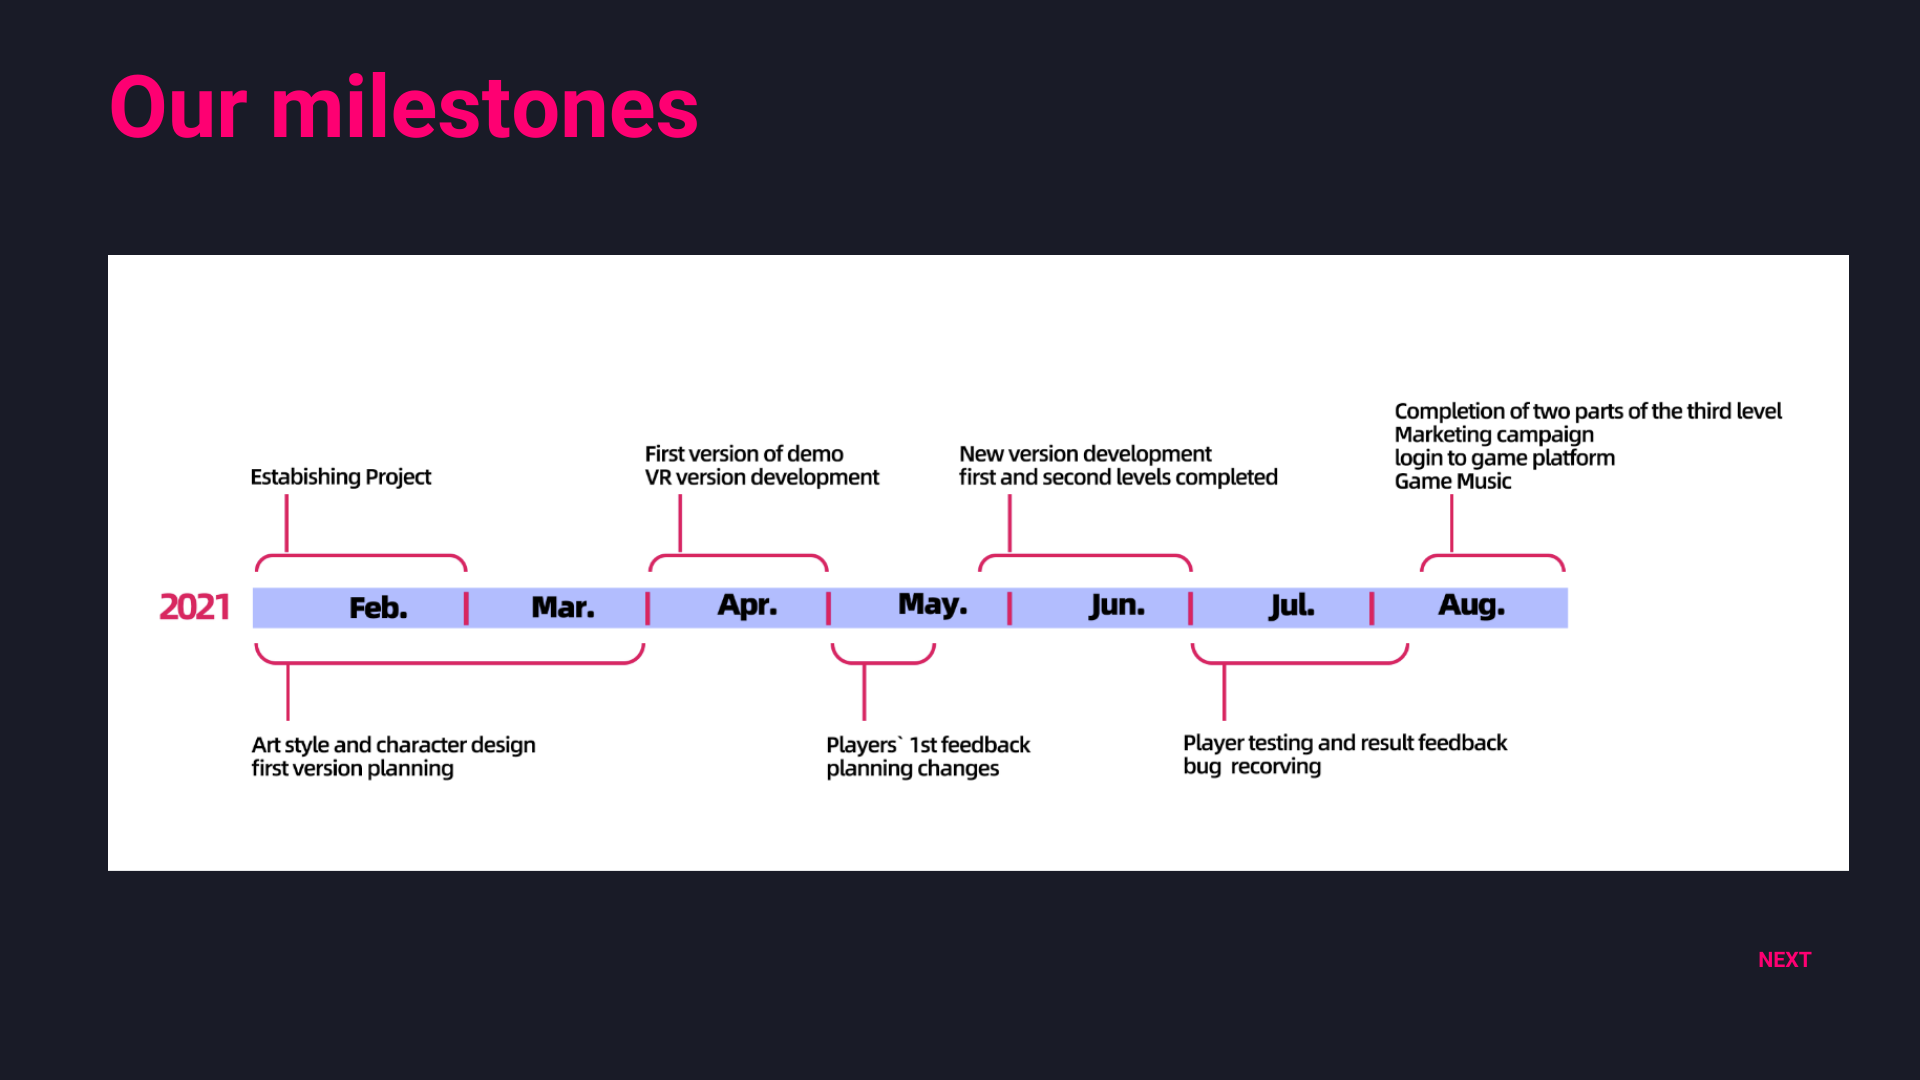 Our milestones
Estabishing Project
First version of demo
VR version development
New version development
first and second levels completed
Completion of two parts of the third level
Marketing campaign
login to game platform
Game Music
2021
Feb.
Mar.
Apr.
May.
Jun.
Jul.
Aug.
Art style and character design
first version planning
Players` 1st feedback
planning changes
Player testing and result feedback
bug recorving
NEXT